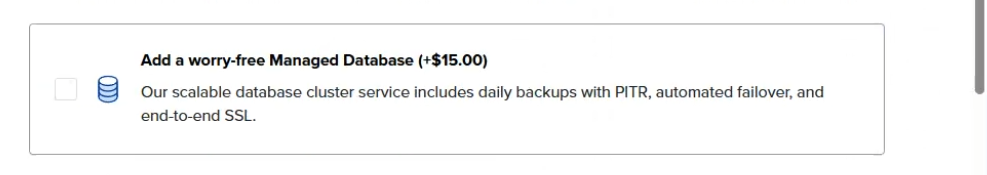 Add a worry-free Managed Database (+$15.00)
Our scalable database cluster service includes daily backups with PITR, automated failover, and
end-to-end SSL.